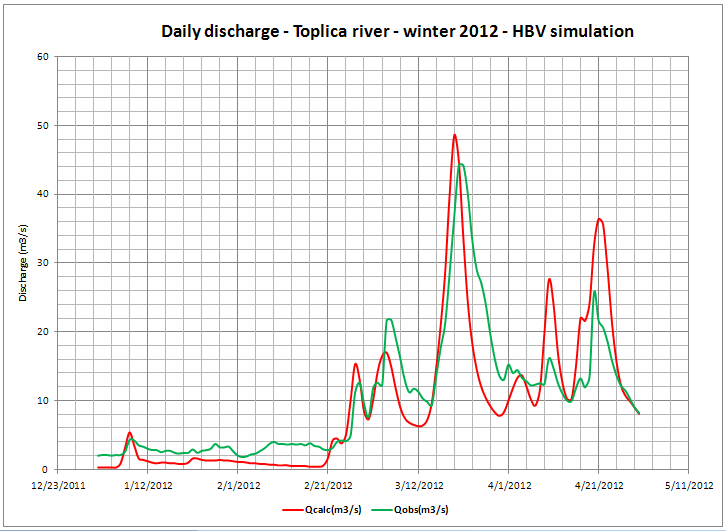 Daily discharge - Toplica river - winter 2012 - HBV simulation
60
50
40
30
20
10
0
Discharge (m3/s)
12/23/2011 1/12/2012 2/1/2012 2/21/2012 3/12/2012 4/1/2012 4/21/2012 5/11/2012
Qcalc(m3/s) Qobs(m3/s)